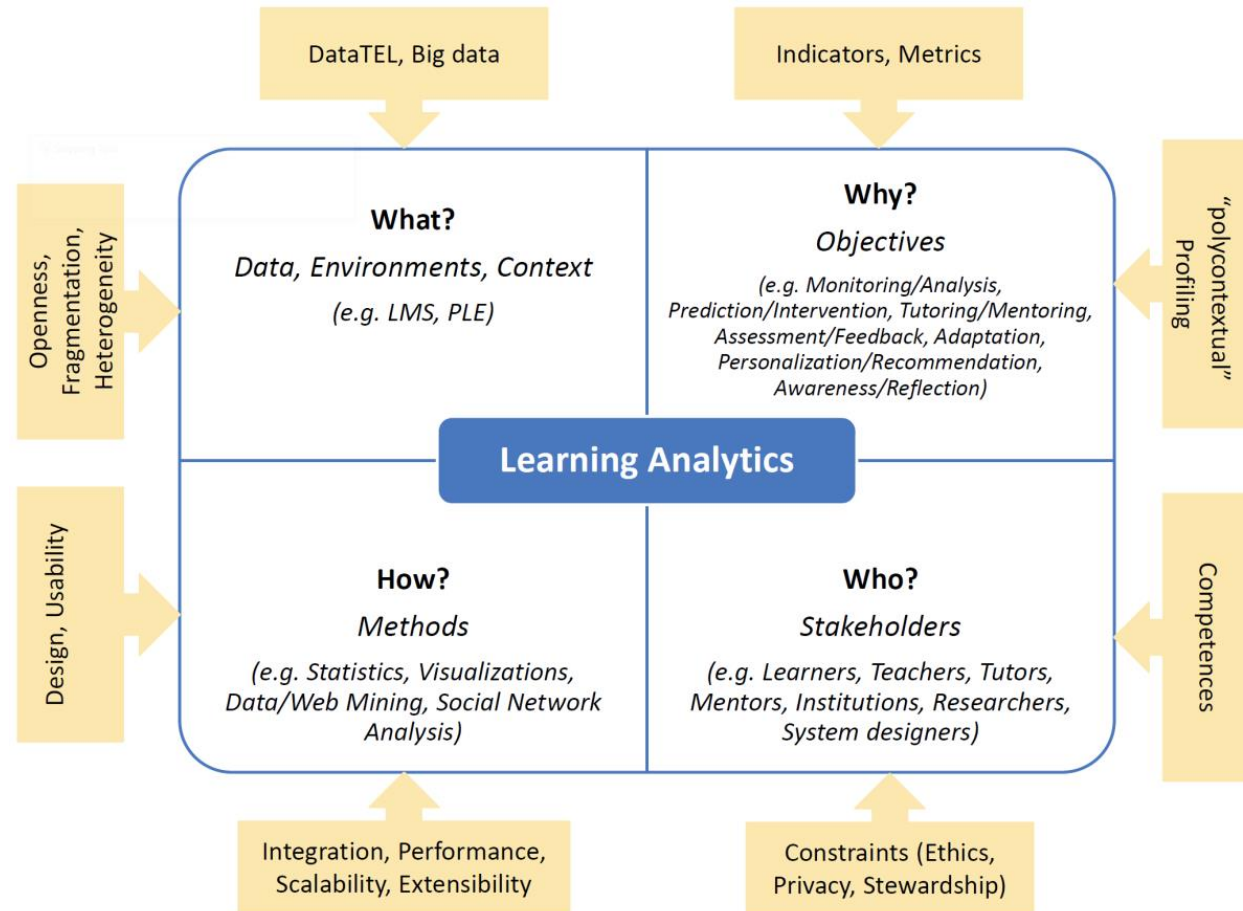 DataTEL, Big data
Indicators, Metrics
Openness,
Fragmentation,
Heterogeneity
What?
Data, Environments, Context
(e.g. LMS, PLE)
Why?
Objectives
(e.g. Monitoring/Analysis,
Prediction/Intervention, Tutoring/Mentoring,
Assessment/Feedback, Adaptation,
Personalization/Recommendation,
Awareness/Reflection)
“polycontextual”
Profiling
Learning Analytics
Design, Usability
How?
Methods
(e.g. Statistics, Visualizations,
Data/Web Mining, Social Network
Analysis)
Who?
Stakeholders
(e.g. Learners, Teachers, Tutors,
Mentors, Institutions, Researchers,
System designers)
Competences
Integration, Performance,
Scalability, Extensibility
Constraints (Ethics,
Privacy, Stewardship)